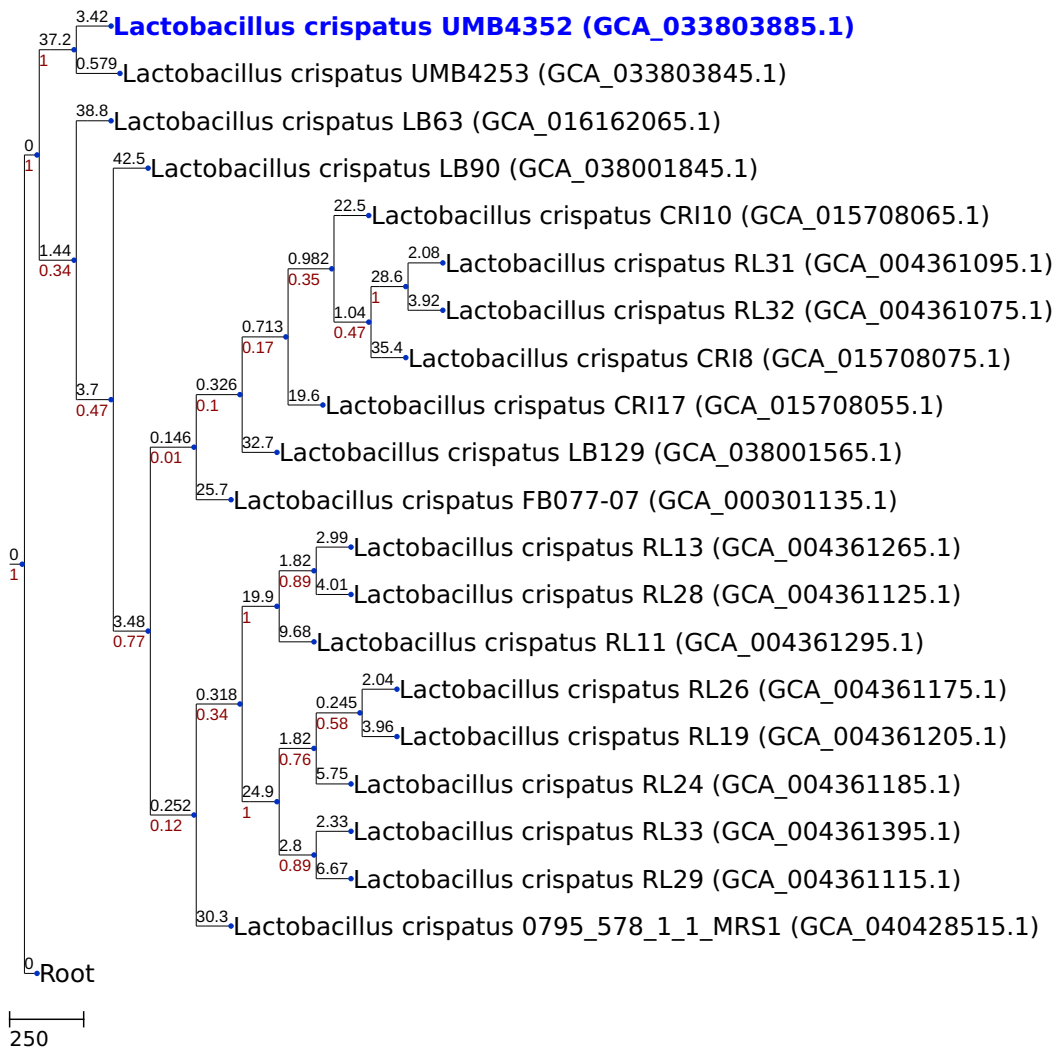 3.42
Lactobacillus crispatus UMB4352 (GCA_033803885.1)
37.2
1
0.579
Lactobacillus crispatus UMB4253 (GCA_033803845.1)
38.8
Lactobacillus crispatus LB63 (GCA_016162065.1)
0
1
42.5
Lactobacillus crispatus LB90 (GCA_038001845.1)
22.5
Lactobacillus crispatus CRI10 (GCA_015708065.1)
1.44
0.34
0.982
0.35
2.08
Lactobacillus crispatus RL31 (GCA_004361095.1)
28.6
1
3.92
Lactobacillus crispatus RL32 (GCA_004361075.1)
1.04
0.47
0.713
0.17
35.4
Lactobacillus crispatus CRI8 (GCA_015708075.1)
3.7
0.47
0.326
0.1
19.6
Lactobacillus crispatus CRI17 (GCA_015708055.1)
0.146
0.01
32.7
Lactobacillus crispatus LB129 (GCA_038001565.1)
25.7
Lactobacillus crispatus FB077-07 (GCA_000301135.1)
2.99
Lactobacillus crispatus RL13 (GCA_004361265.1)
0
1
1.82
0.89
4.01
Lactobacillus crispatus RL28 (GCA_004361125.1)
19.9
1
3.48
0.77
9.68
Lactobacillus crispatus RL11 (GCA_004361295.1)
2.04
Lactobacillus crispatus RL26 (GCA_004361175.1)
0.318
0.34
0.245
0.58
3.96
Lactobacillus crispatus RL19 (GCA_004361205.1)
1.82
0.76
5.75
Lactobacillus crispatus RL24 (GCA_004361185.1)
0.252
0.12
24.9
1
2.33
Lactobacillus crispatus RL33 (GCA_004361395.1)
2.8
0.89
6.67
Lactobacillus crispatus RL29 (GCA_004361115.1)
30.3
Lactobacillus crispatus 0795_578_1_1_MRS1 (GCA_040428515.1)
0
Root
250